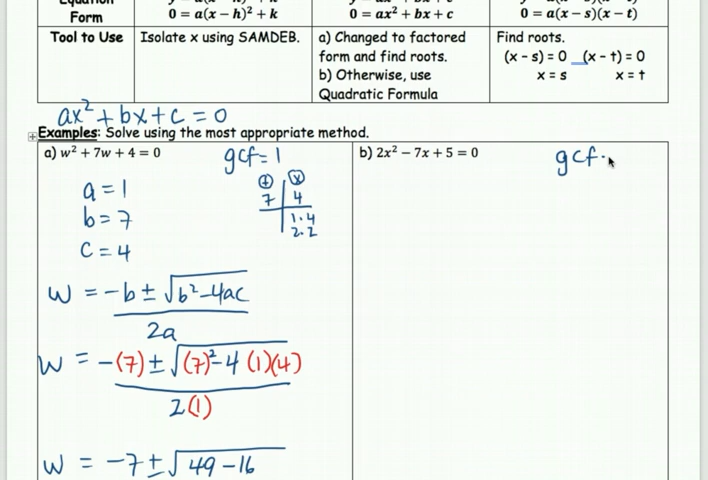 Equation
Form
0 = a(x – h)² + k
0 = ax² + bx + c
0 = a(x – s)(x – t)
Tool to Use
Isolate x using SAMDEB.
a) Changed to factored
form and find roots.
b) Otherwise, use
Quadratic Formula
Find roots.
(x – s) = 0 (x – t) = 0
x = s x = t
ax² + bx + c = 0
Examples: Solve using the most appropriate method.
a) w² + 7w + 4 = 0
gcf = 1
+ x
7 4
1·4
2·2
a = 1
b = 7
c = 4
w = -b ± √b² - 4ac
2a
w = -(7) ± √(7)² - 4 (1)(4)
2(1)
w = -7 ± √49 - 16
b) 2x² – 7x + 5 = 0
gcf